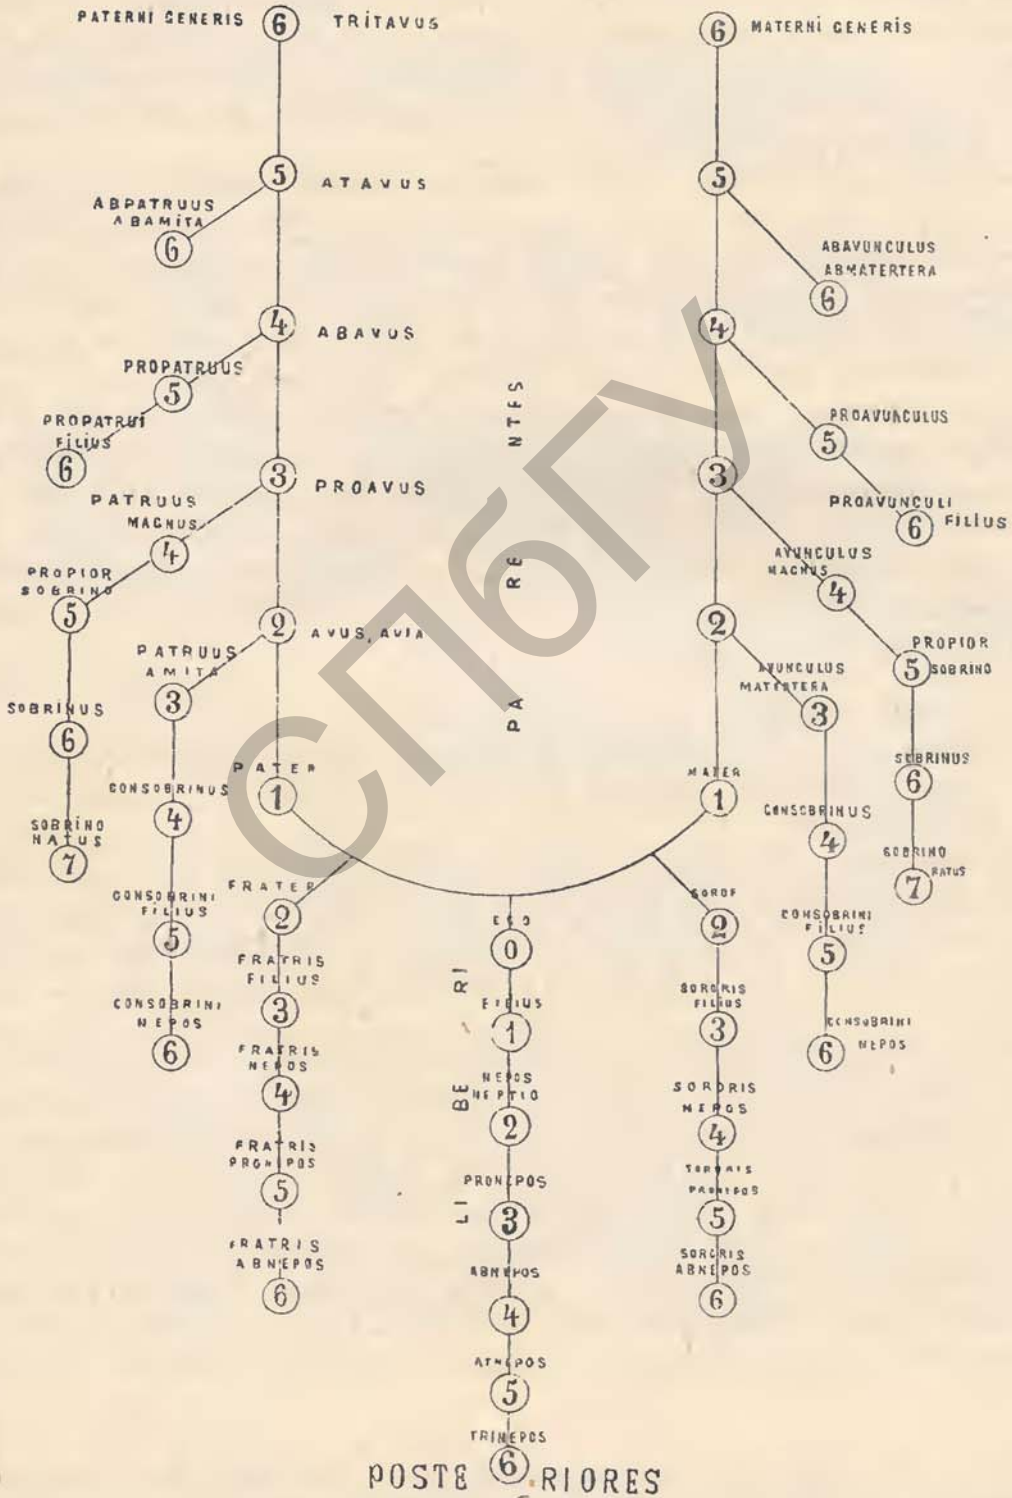 PATERNI GENERIS 6 TRITAVUS
6 MATERNI GENERIS
5 ATAVUS
5
ABPATRUUS
ABAMITA
6
ABAVUNCULUS
ABMATERTERA
6
4 ABAVUS
4
PROPATRUUS
5
PROPATRUI
FILIUS
6
PROAVUNCULUS
5
PROAVUNCULI
6 FILIUS
3 PROAVUS
3
PATRUUS
MAGNUS
4
PROPIOR
SOBRINO
5
SOBRINUS
6
SOBRINO
NATUS
7
AVUNCULUS
MAGNUS
4
PROPIOR
5 SOBRINO
SOBRINUS
6
SOBRINO
NATUS
7
2 AVUS, AVIA
2
PATRUUS
AMITA
3
CONSOBRINUS
4
CONSOBRINI
FILIUS
5
CONSOBRINI
NEPOS
6
AVUNCULUS
MATERTERA
3
CONSOBRINUS
4
CONSOBRINI
FILIUS
5
CONSOBRINI
6 NEPOS
PARENTES
PATER
1
MATER
1
FRATER
2
FRATRIS
FILIUS
3
FRATRIS
NEPOS
4
FRATRIS
PRONEPOS
5
FRATRIS
ABNEPOS
6
EGO
0
FILIUS
1
NEPOS
NEPTIO
2
PRONEPOS
3
ABNEPOS
4
ATNEPOS
5
TRINEPOS
6
LIBERI
SOROR
2
SORORIS
FILIUS
3
SORORIS
NEPOS
4
SORORIS
PRONEPOS
5
SORORIS
ABNEPOS
6
POSTERIORES
СПбГУ